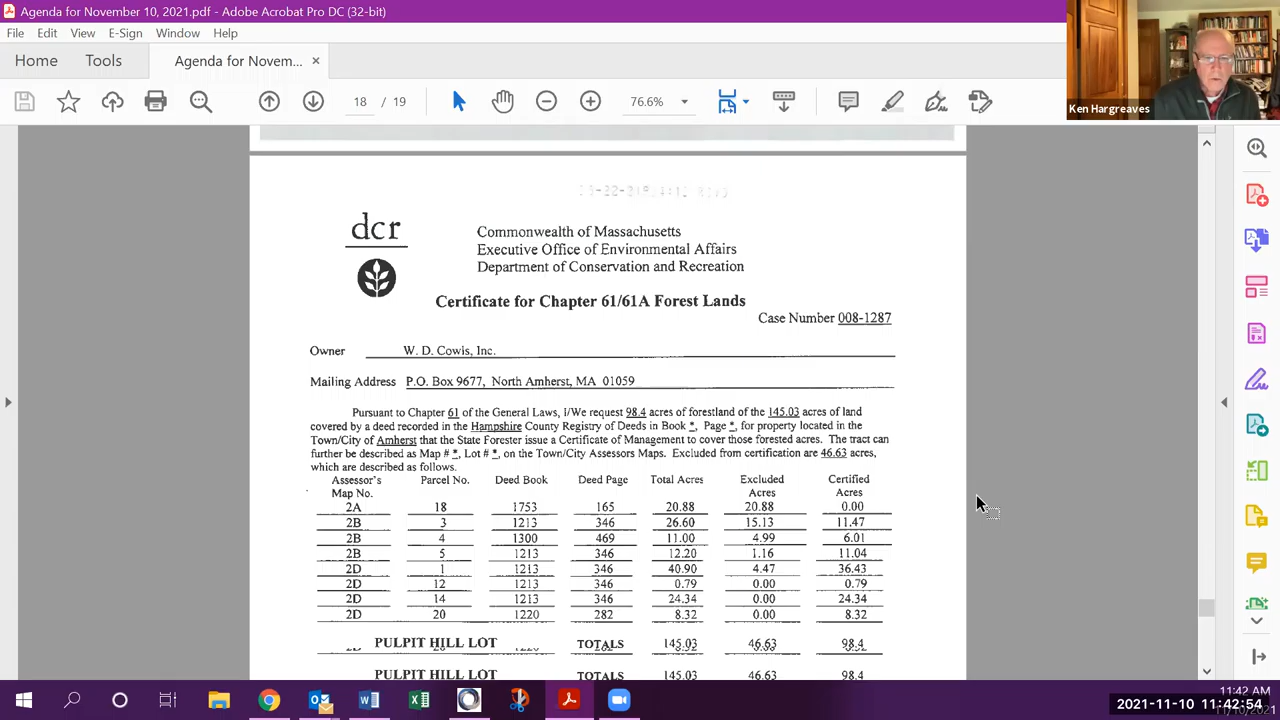 Agenda for November 10, 2021.pdf - Adobe Acrobat Pro DC (32-bit)
File Edit View E-Sign Window Help
Home Tools Agenda for Novem... ×
18 / 19 76.6%
Ken Hargreaves
dcr
Commonwealth of Massachusetts
Executive Office of Environmental Affairs
Department of Conservation and Recreation
Certificate for Chapter 61/61A Forest Lands
Case Number 008-1287
Owner W. D. Cowls, Inc.
Mailing Address P.O. Box 9677, North Amherst, MA 01059
Pursuant to Chapter 61 of the General Laws, I/We request 98.4 acres of forestland of the 145.03 acres of land
covered by a deed recorded in the Hampshire County Registry of Deeds in Book *, Page *, for property located in the
Town/City of Amherst that the State Forester issue a Certificate of Management to cover those forested acres. The tract can
further be described as Map # *, Lot # *, on the Town/City Assessors Maps. Excluded from certification are 46.63 acres,
which are described as follows.
Assessor's Parcel No. Deed Book Deed Page Total Acres Excluded Certified
Map No. Acres Acres
2A 18 1753 165 20.88 20.88 0.00
2B 3 1213 346 26.60 15.13 11.47
2B 4 1300 469 11.00 4.99 6.01
2B 5 1213 346 12.20 1.16 11.04
2D 1 1213 346 40.90 4.47 36.43
2D 12 1213 346 0.79 0.00 0.79
2D 14 1213 346 24.34 0.00 24.34
2D 20 1220 282 8.32 0.00 8.32
PULPIT HILL LOT TOTALS 145.03 46.63 98.4
PULPIT HILL LOT TOTALS 145.03 46.63 98.4
11:42 AM
2021-11-10 11:42:54